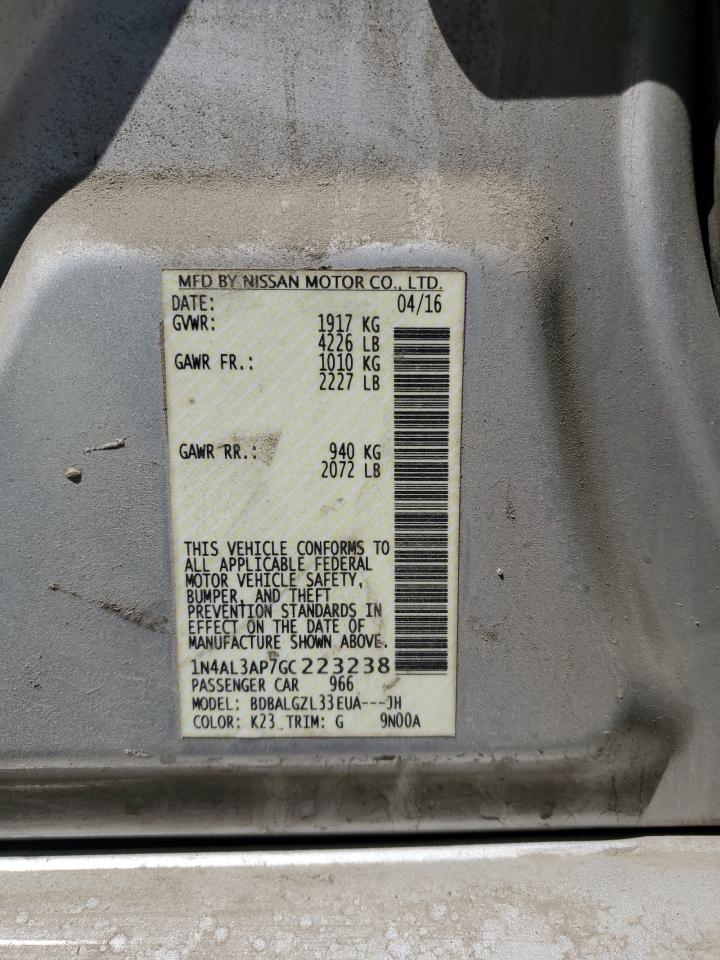 MFD BY NISSAN MOTOR CO., LTD.
DATE: 04/16
GVWR: 1917 KG
4226 LB
GAWR FR.: 1010 KG
2227 LB
GAWR RR.: 940 KG
2072 LB
THIS VEHICLE CONFORMS TO
ALL APPLICABLE FEDERAL
MOTOR VEHICLE SAFETY,
BUMPER, AND THEFT
PREVENTION STANDARDS IN
EFFECT ON THE DATE OF
MANUFACTURE SHOWN ABOVE.
1N4AL3AP7GC223238
PASSENGER CAR 966
MODEL: BDBALGZL33EUA---JH
COLOR: K23 TRIM: G 9N00A